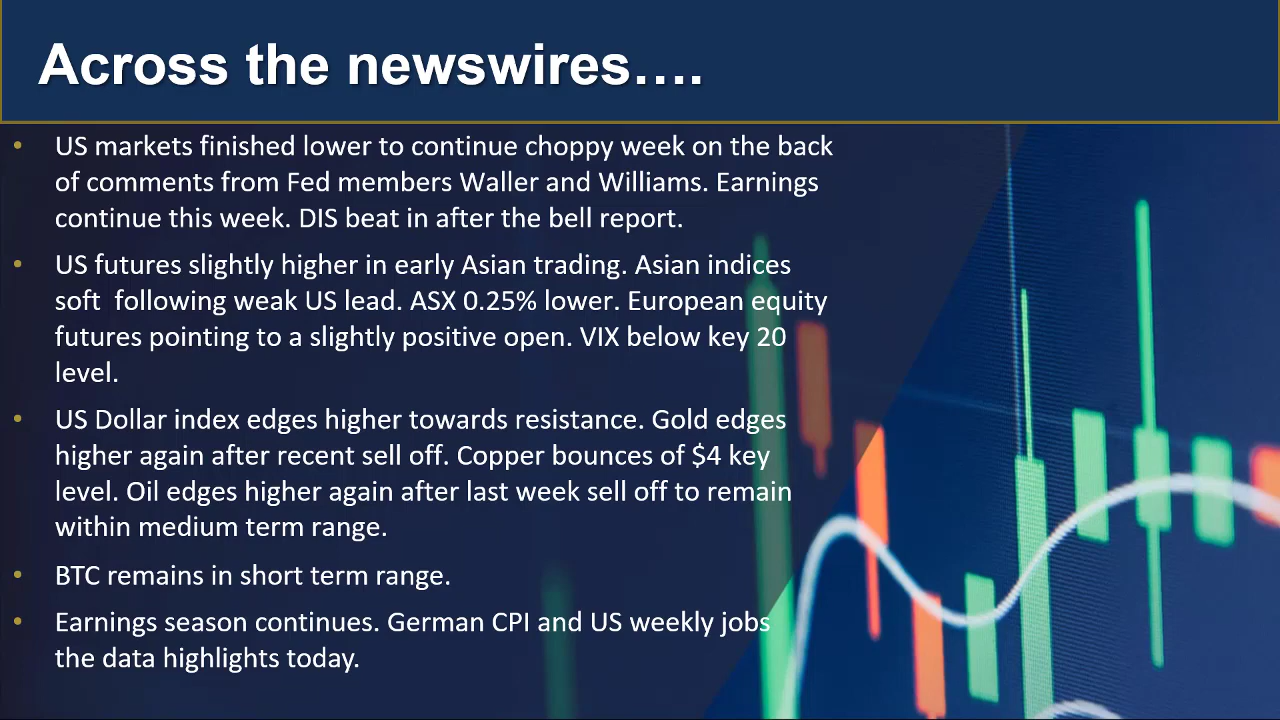 Across the newswires….
• US markets finished lower to continue choppy week on the back
of comments from Fed members Waller and Williams. Earnings
continue this week. DIS beat in after the bell report.
• US futures slightly higher in early Asian trading. Asian indices
soft  following weak US lead. ASX 0.25% lower. European equity
futures pointing to a slightly positive open. VIX below key 20
level.
• US Dollar index edges higher towards resistance. Gold edges
higher again after recent sell off. Copper bounces of $4 key
level. Oil edges higher again after last week sell off to remain
within medium term range.
• BTC remains in short term range.
• Earnings season continues. German CPI and US weekly jobs
the data highlights today.